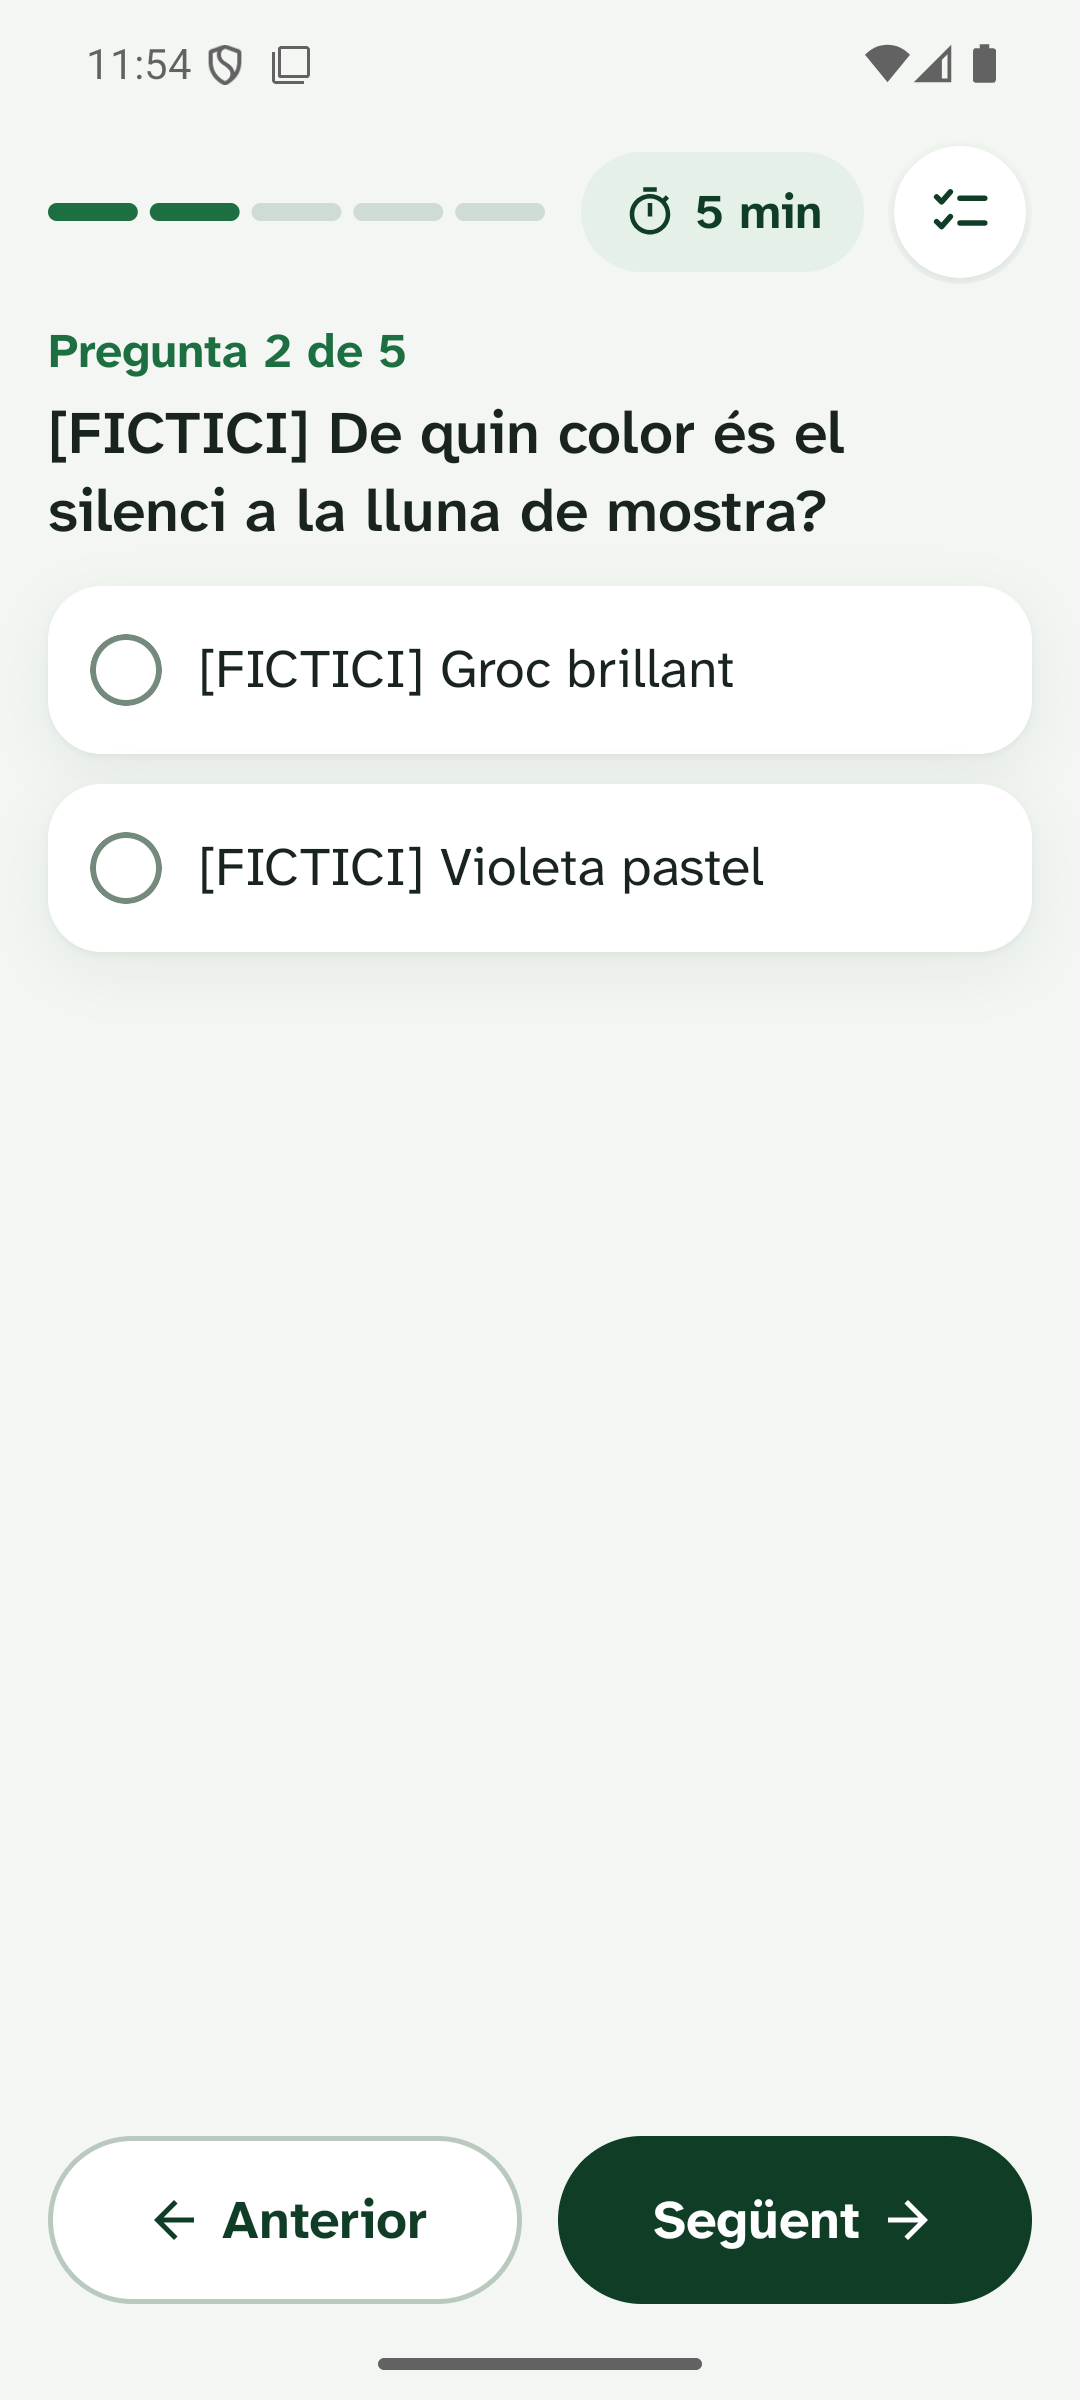 11:54
5 min
Pregunta 2 de 5
[FICTICI] De quin color és el
silenci a la lluna de mostra?
[FICTICI] Groc brillant
[FICTICI] Violeta pastel
Anterior
Següent